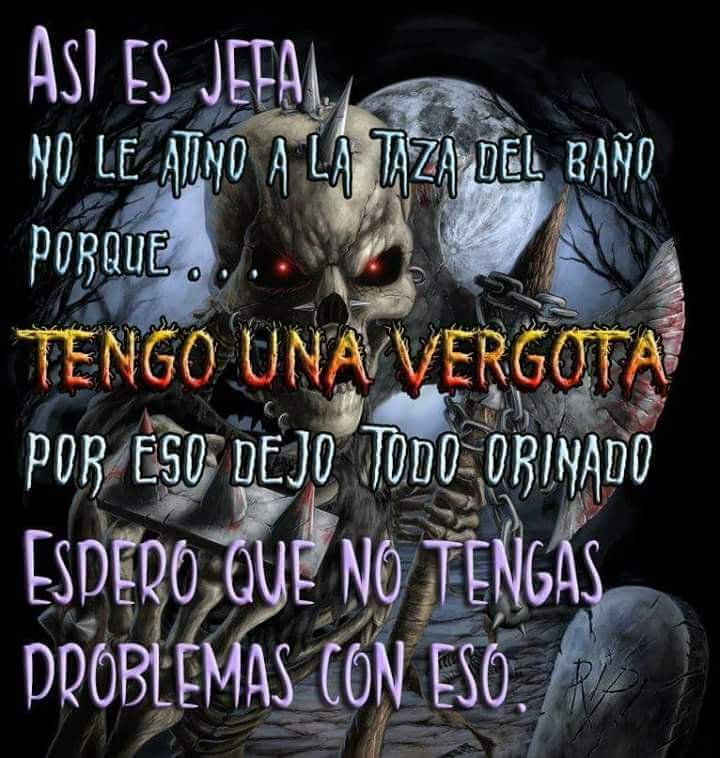 ASI ES JEFA
NO LE ATINO A LA TAZA DEL BAÑO
PORQUE . . .
TENGO UNA VERGOTA
POR ESO DEJO TODO ORINADO
ESPERO QUE NO TENGAS
PROBLEMAS CON ESO.
RIP